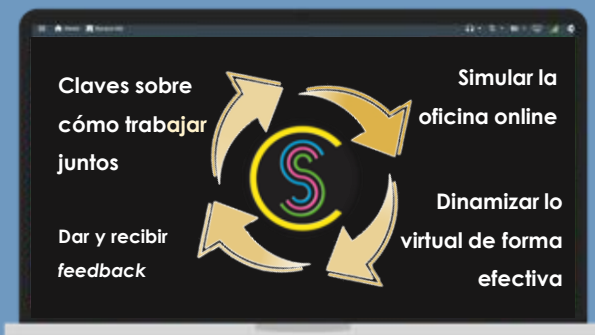 Claves sobre
cómo trabajar
juntos
Simular la
oficina online
Dar y recibir
feedback
Dinamizar lo
virtual de forma
efectiva